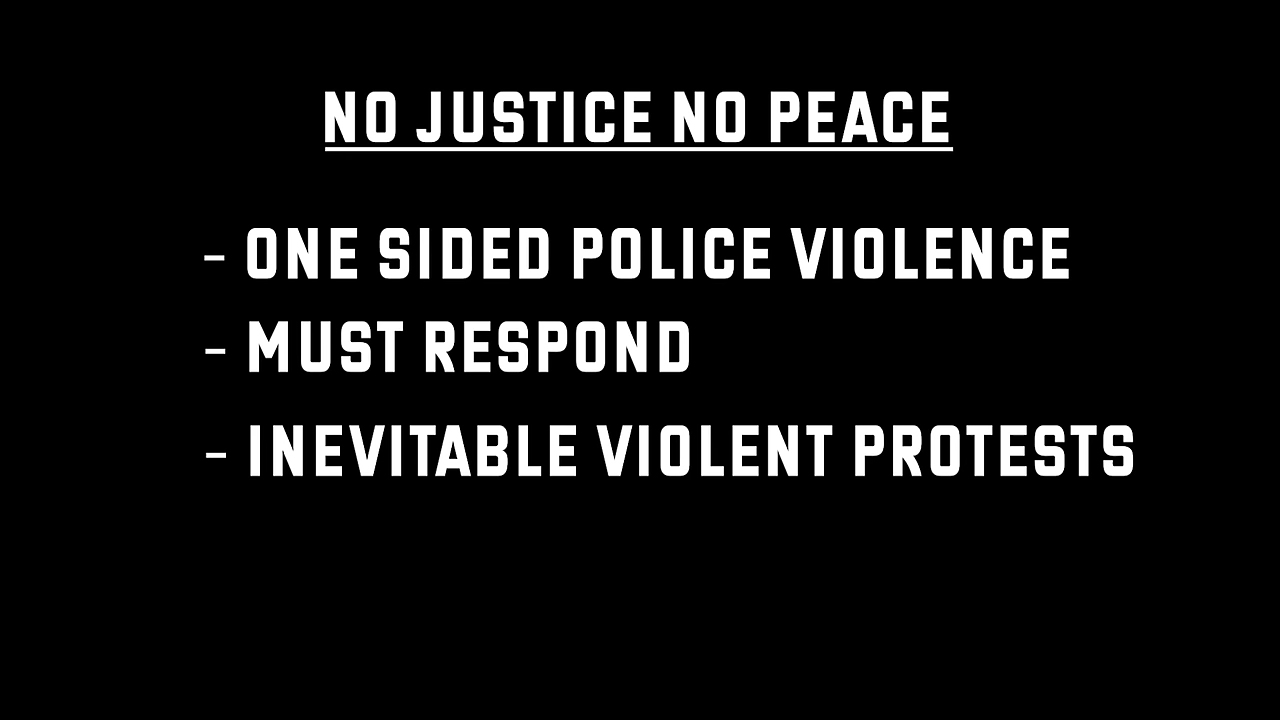 NO JUSTICE NO PEACE
- ONE SIDED POLICE VIOLENCE
- MUST RESPOND
- INEVITABLE VIOLENT PROTESTS